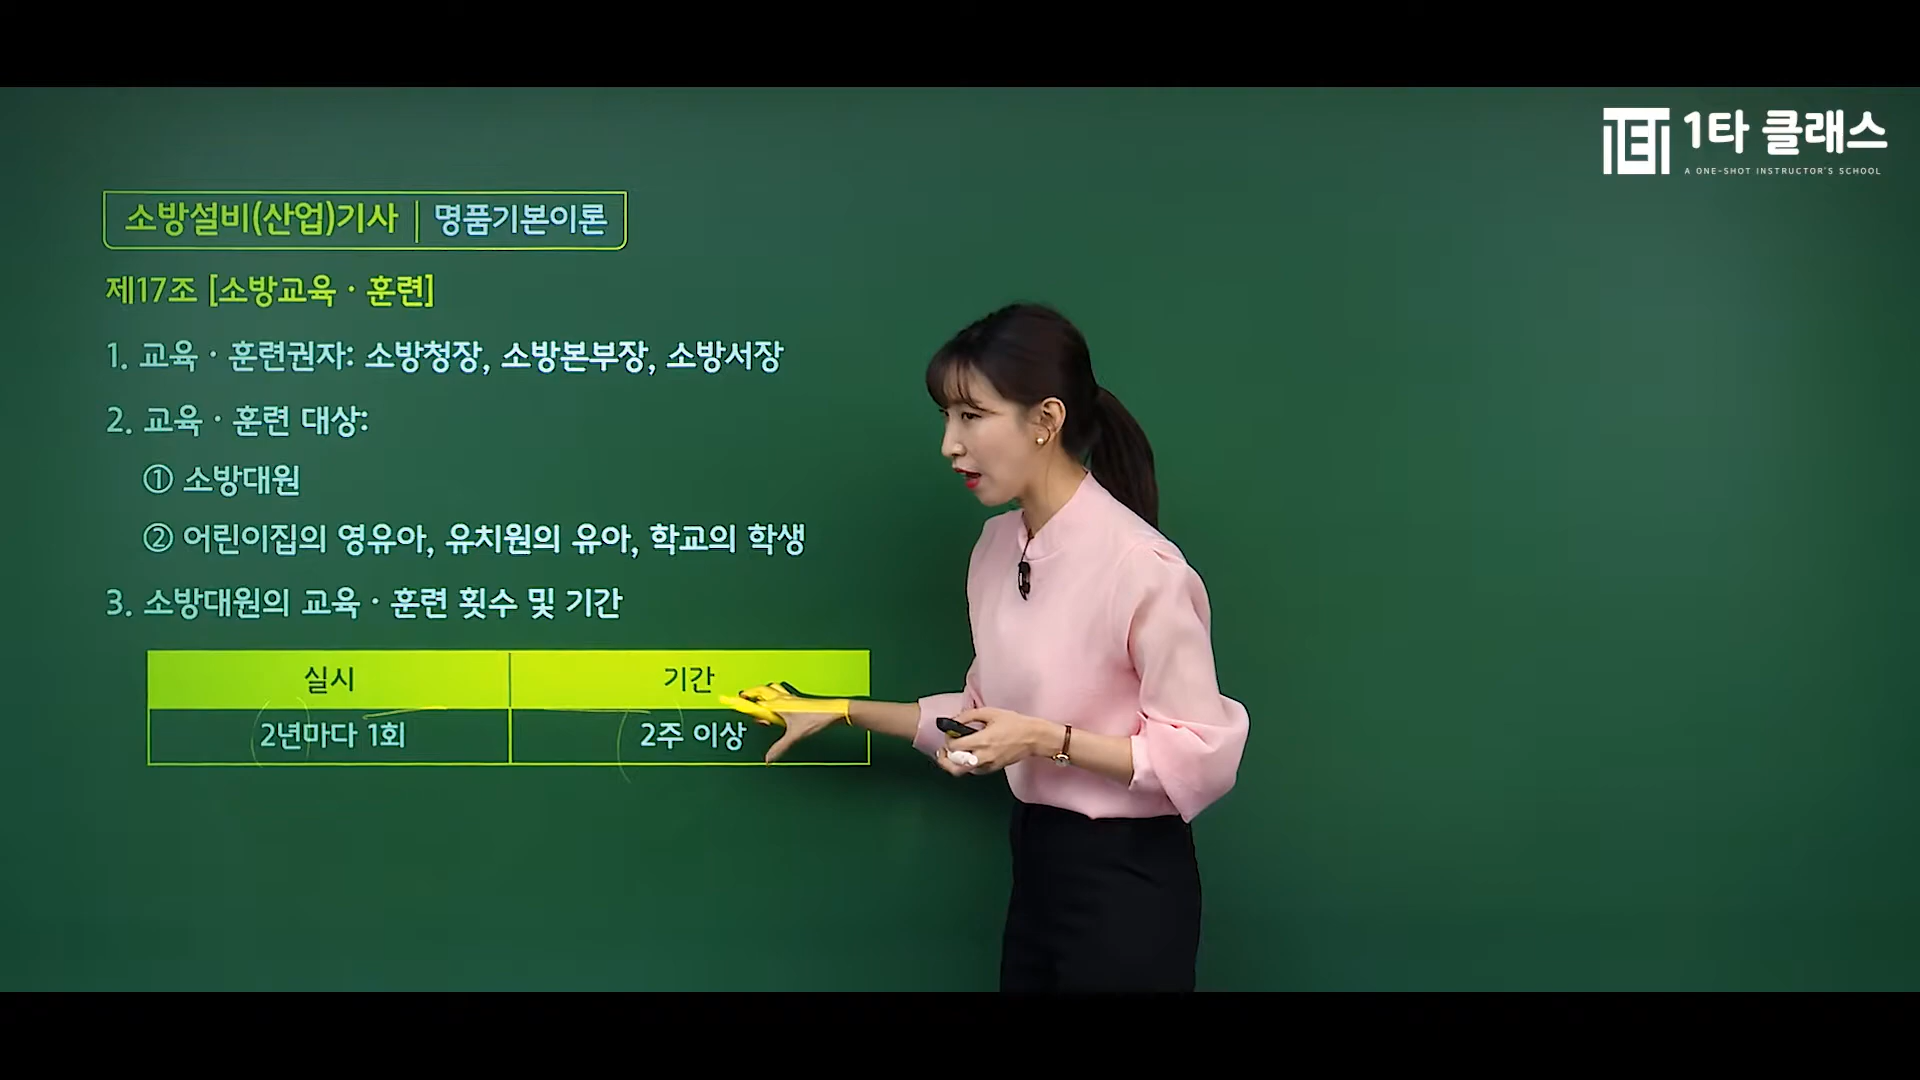 1타 클래스
A ONE-SHOT INSTRUCTOR'S SCHOOL
소방설비(산업)기사 | 명품기본이론
제17조 [소방교육 · 훈련]
1. 교육 · 훈련권자: 소방청장, 소방본부장, 소방서장
2. 교육 · 훈련 대상:
① 소방대원
② 어린이집의 영유아, 유치원의 유아, 학교의 학생
3. 소방대원의 교육 · 훈련 횟수 및 기간
실시 기간
2년마다 1회 2주 이상